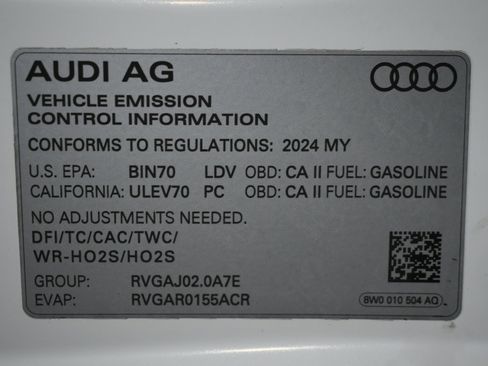 AUDI AG
VEHICLE EMISSION
CONTROL INFORMATION
CONFORMS TO REGULATIONS: 2024 MY
U.S. EPA: BIN70 LDV OBD: CA II FUEL: GASOLINE
CALIFORNIA: ULEV70 PC OBD: CA II FUEL: GASOLINE
NO ADJUSTMENTS NEEDED.
DFI/TC/CAC/TWC/
WR-HO2S/HO2S
GROUP: RVGAJ02.0A7E
EVAP: RVGAR0155ACR
8W0 010 504 AQ